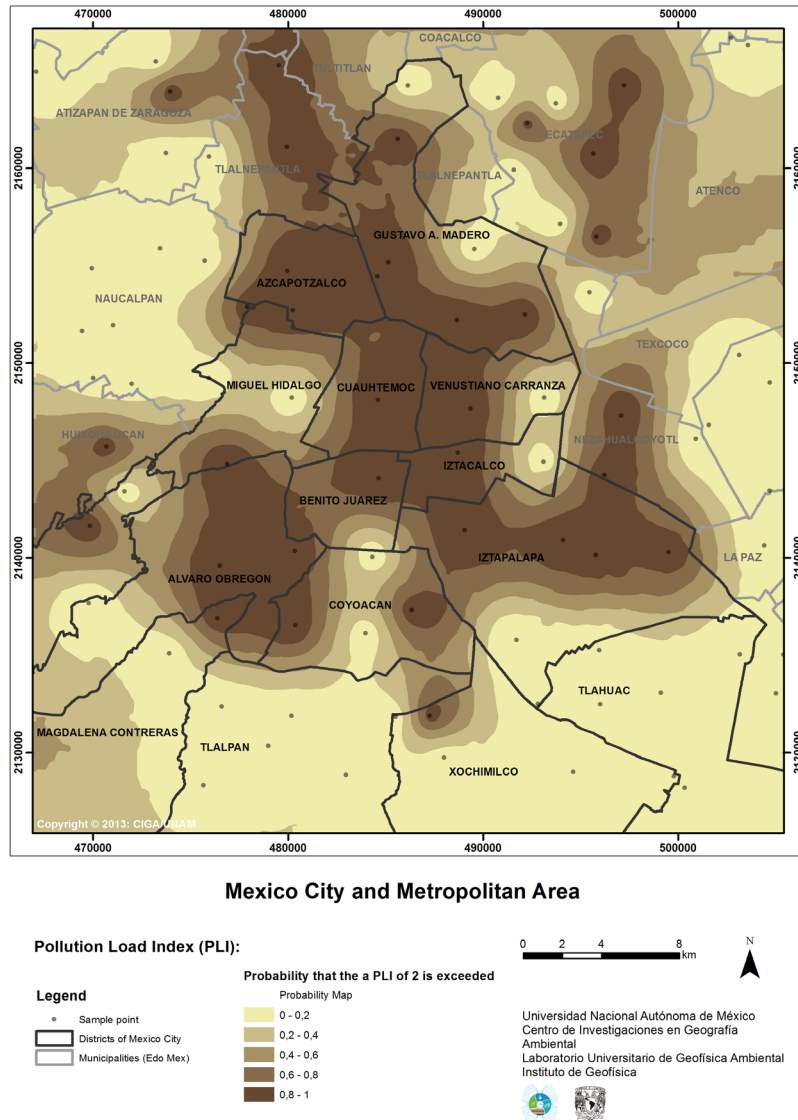 470000 480000 490000 500000
COACALCO
TULTITLAN
ATIZAPAN DE ZARAGOZA
ECATEPEC
2160000 2160000
TLALNEPANTLA TLALNEPANTLA
ATENCO
GUSTAVO A. MADERO
AZCAPOTZALCO
NAUCALPAN
TEXCOCO
2150000 2150000
MIGUEL HIDALGO CUAUHTEMOC VENUSTIANO CARRANZA
HUIXQUILUCAN NEZAHUALCOYOTL
IZTACALCO
BENITO JUAREZ
2140000 2140000
IZTAPALAPA LA PAZ
ALVARO OBREGON
COYOACAN
TLAHUAC
MAGDALENA CONTRERAS
TLALPAN
2130000 2130000
XOCHIMILCO
Copyright © 2013: CIGA/UNAM
470000 480000 490000 500000
Mexico City and Metropolitan Area
Pollution Load Index (PLI):
Legend
Sample point
Districts of Mexico City
Municipalities (Edo Mex)
Probability that the a PLI of 2 is exceeded
Probability Map
0 - 0,2
0,2 - 0,4
0,4 - 0,6
0,6 - 0,8
0,8 - 1
0 2 4 8
km
N
Universidad Nacional Autónoma de México
Centro de Investigaciones en Geografía
Ambiental
Laboratorio Universitario de Geofísica Ambiental
Instituto de Geofísica